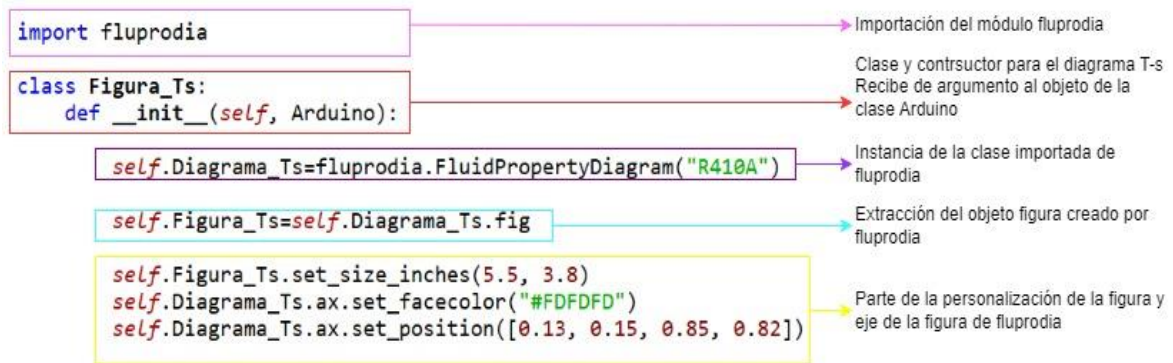 import fluprodia
Importación del módulo fluprodia
class Figura_Ts:
def __init__(self, Arduino):
Clase y contrsuctor para el diagrama T-s
Recibe de argumento al objeto de la
clase Arduino
self.Diagrama_Ts=fluprodia.FluidPropertyDiagram("R410A")
Instancia de la clase importada de
fluprodia
self.Figura_Ts=self.Diagrama_Ts.fig
Extracción del objeto figura creado por
fluprodia
self.Figura_Ts.set_size_inches(5.5, 3.8)
self.Diagrama_Ts.ax.set_facecolor("#FDFDFD")
self.Diagrama_Ts.ax.set_position([0.13, 0.15, 0.85, 0.82])
Parte de la personalización de la figura y
eje de la figura de fluprodia